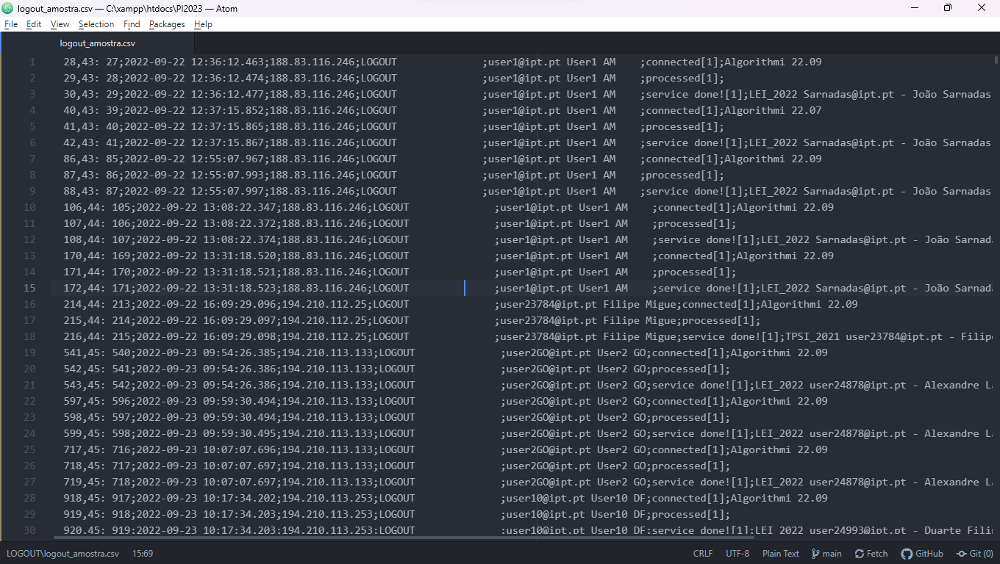 logout_amostra.csv — C:\xampp\htdocs\PI2023 — Atom
File Edit View Selection Find Packages Help
logout_amostra.csv
1 28,43: 27;2022-09-22 12:36:12.463;188.83.116.246;LOGOUT ;user1@ipt.pt User1 AM ;connected[1];Algorithmi 22.09
2 29,43: 28;2022-09-22 12:36:12.474;188.83.116.246;LOGOUT ;user1@ipt.pt User1 AM ;processed[1];
3 30,43: 29;2022-09-22 12:36:12.477;188.83.116.246;LOGOUT ;user1@ipt.pt User1 AM ;service done![1];LEI_2022 Sarnadas@ipt.pt - João Sarnadas
4 40,43: 39;2022-09-22 12:37:15.852;188.83.116.246;LOGOUT ;user1@ipt.pt User1 AM ;connected[1];Algorithmi 22.07
5 41,43: 40;2022-09-22 12:37:15.865;188.83.116.246;LOGOUT ;user1@ipt.pt User1 AM ;processed[1];
6 42,43: 41;2022-09-22 12:37:15.867;188.83.116.246;LOGOUT ;user1@ipt.pt User1 AM ;service done![1];LEI_2022 Sarnadas@ipt.pt - João Sarnadas
7 86,43: 85;2022-09-22 12:55:07.967;188.83.116.246;LOGOUT ;user1@ipt.pt User1 AM ;connected[1];Algorithmi 22.09
8 87,43: 86;2022-09-22 12:55:07.993;188.83.116.246;LOGOUT ;user1@ipt.pt User1 AM ;processed[1];
9 88,43: 87;2022-09-22 12:55:07.997;188.83.116.246;LOGOUT ;user1@ipt.pt User1 AM ;service done![1];LEI_2022 Sarnadas@ipt.pt - João Sarnadas
10 106,44: 105;2022-09-22 13:08:22.347;188.83.116.246;LOGOUT ;user1@ipt.pt User1 AM ;connected[1];Algorithmi 22.09
11 107,44: 106;2022-09-22 13:08:22.372;188.83.116.246;LOGOUT ;user1@ipt.pt User1 AM ;processed[1];
12 108,44: 107;2022-09-22 13:08:22.374;188.83.116.246;LOGOUT ;user1@ipt.pt User1 AM ;service done![1];LEI_2022 Sarnadas@ipt.pt - João Sarnad
13 170,44: 169;2022-09-22 13:31:18.520;188.83.116.246;LOGOUT ;user1@ipt.pt User1 AM ;connected[1];Algorithmi 22.09
14 171,44: 170;2022-09-22 13:31:18.521;188.83.116.246;LOGOUT ;user1@ipt.pt User1 AM ;processed[1];
15 172,44: 171;2022-09-22 13:31:18.523;188.83.116.246;LOGOUT ;user1@ipt.pt User1 AM ;service done![1];LEI_2022 Sarnadas@ipt.pt - João Sarnad
16 214,44: 213;2022-09-22 16:09:29.096;194.210.112.25;LOGOUT ;user23784@ipt.pt Filipe Migue;connected[1];Algorithmi 22.09
17 215,44: 214;2022-09-22 16:09:29.097;194.210.112.25;LOGOUT ;user23784@ipt.pt Filipe Migue;processed[1];
18 216,44: 215;2022-09-22 16:09:29.098;194.210.112.25;LOGOUT ;user23784@ipt.pt Filipe Migue;service done![1];TPSI_2021 user23784@ipt.pt - Filip
19 541,45: 540;2022-09-23 09:54:26.385;194.210.113.133;LOGOUT ;user2GO@ipt.pt User2 GO;connected[1];Algorithmi 22.09
20 542,45: 541;2022-09-23 09:54:26.386;194.210.113.133;LOGOUT ;user2GO@ipt.pt User2 GO;processed[1];
21 543,45: 542;2022-09-23 09:54:26.386;194.210.113.133;LOGOUT ;user2GO@ipt.pt User2 GO;service done![1];LEI_2022 user24878@ipt.pt - Alexandre L
22 597,45: 596;2022-09-23 09:59:30.494;194.210.113.133;LOGOUT ;user2GO@ipt.pt User2 GO;connected[1];Algorithmi 22.09
23 598,45: 597;2022-09-23 09:59:30.494;194.210.113.133;LOGOUT ;user2GO@ipt.pt User2 GO;processed[1];
24 599,45: 598;2022-09-23 09:59:30.495;194.210.113.133;LOGOUT ;user2GO@ipt.pt User2 GO;service done![1];LEI_2022 user24878@ipt.pt - Alexandre L
25 717,45: 716;2022-09-23 10:07:07.696;194.210.113.133;LOGOUT ;user2GO@ipt.pt User2 GO;connected[1];Algorithmi 22.09
26 718,45: 717;2022-09-23 10:07:07.697;194.210.113.133;LOGOUT ;user2GO@ipt.pt User2 GO;processed[1];
27 719,45: 718;2022-09-23 10:07:07.697;194.210.113.133;LOGOUT ;user2GO@ipt.pt User2 GO;service done![1];LEI_2022 user24878@ipt.pt - Alexandre L
28 918,45: 917;2022-09-23 10:17:34.202;194.210.113.253;LOGOUT ;user10@ipt.pt User10 DF;connected[1];Algorithmi 22.09
29 919,45: 918;2022-09-23 10:17:34.203;194.210.113.253;LOGOUT ;user10@ipt.pt User10 DF;processed[1];
30 920,45: 919;2022-09-23 10:17:34.203;194.210.113.253;LOGOUT ;user10@ipt.pt User10 DF;service done![1];LEI_2022 user24993@ipt.pt - Duarte Fili
LOGOUT\logout_amostra.csv 15:69 CRLF UTF-8 Plain Text main Fetch GitHub Git (0)